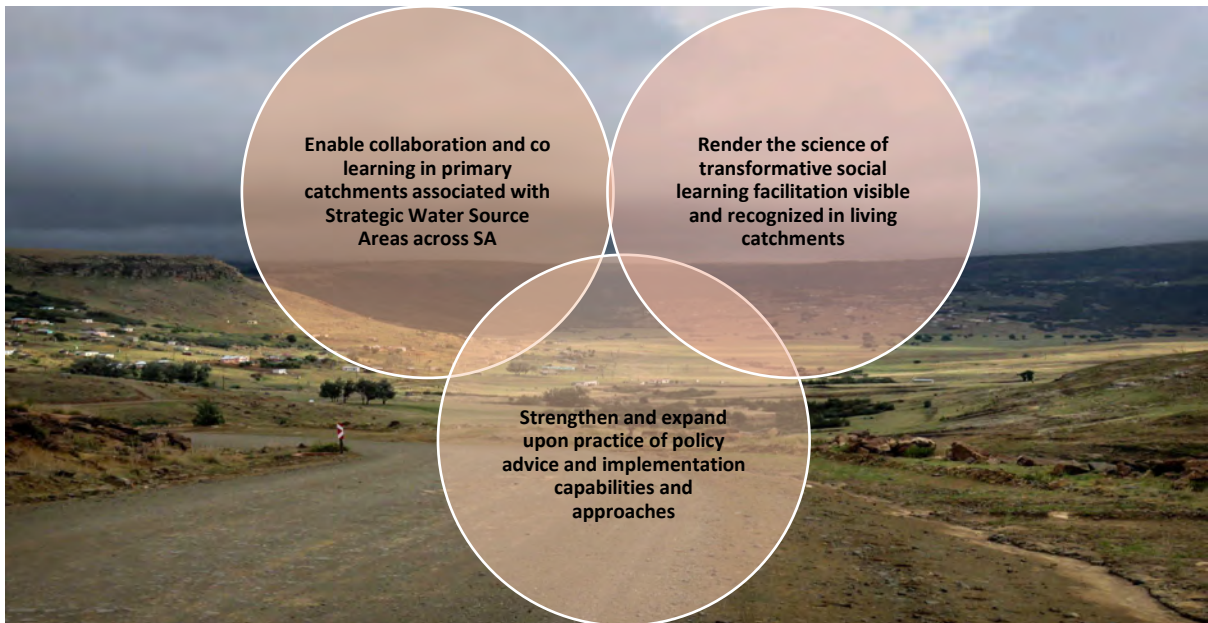 Enable collaboration and co
learning in primary
catchments associated with
Strategic Water Source
Areas across SA
Render the science of
transformative social
learning facilitation visible
and recognized in living
catchments
Strengthen and expand
upon practice of policy
advice and implementation
capabilities and
approaches